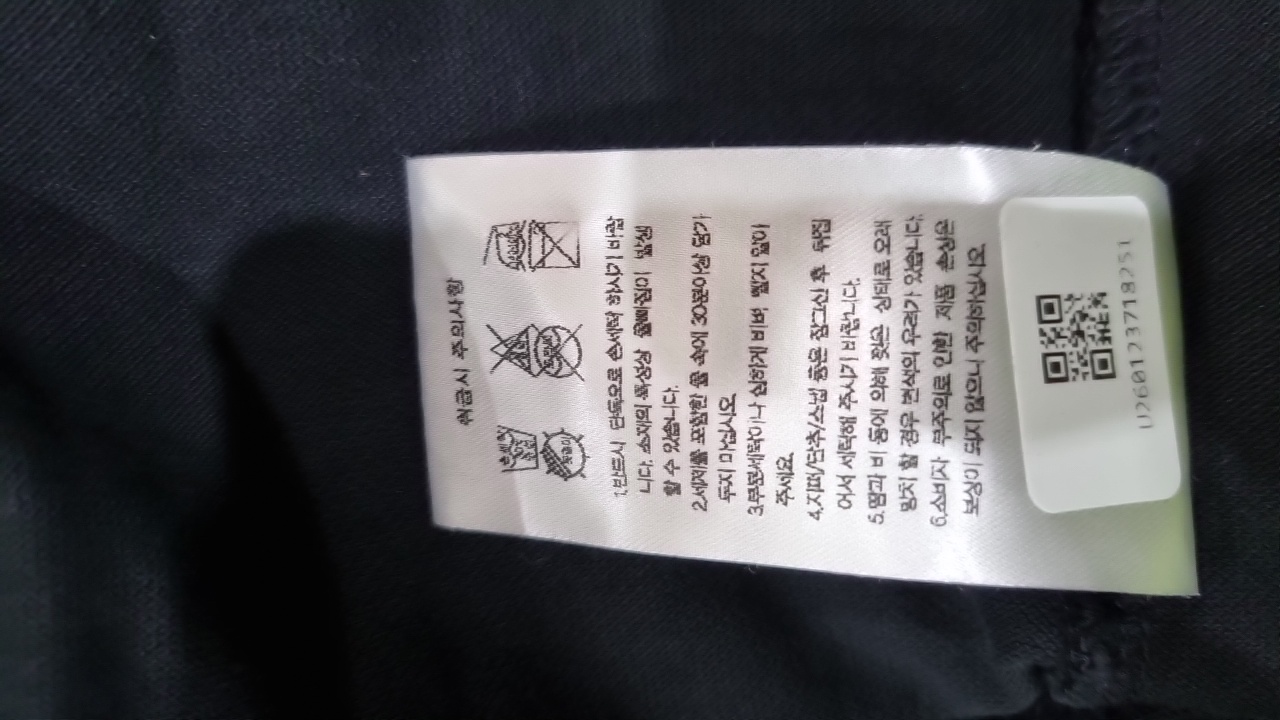 취급시 주의사항
1.반드시 단독으로 손세탁 하시기 바랍
니다. 소재의 특성상 물빠짐이 발생
할 수 있습니다.
2.세제를 포함한 물 속에 30분이상 담가
두지 마십시오.
3.부분세탁이나 심하게 비벼 빨지 말아
주세요.
4.지퍼/단추/스냅 등은 잠그신 후 뒤집
어서 세탁해 주시기 바랍니다.
5.땀과 비 등에 의해 젖은 상태로 오래
방치 할 경우 변색의 우려가 있습니다.
6.소비자 부주의로 인한 제품 손상은
보상이 되지 않으니 주의하십시오
U260123718251